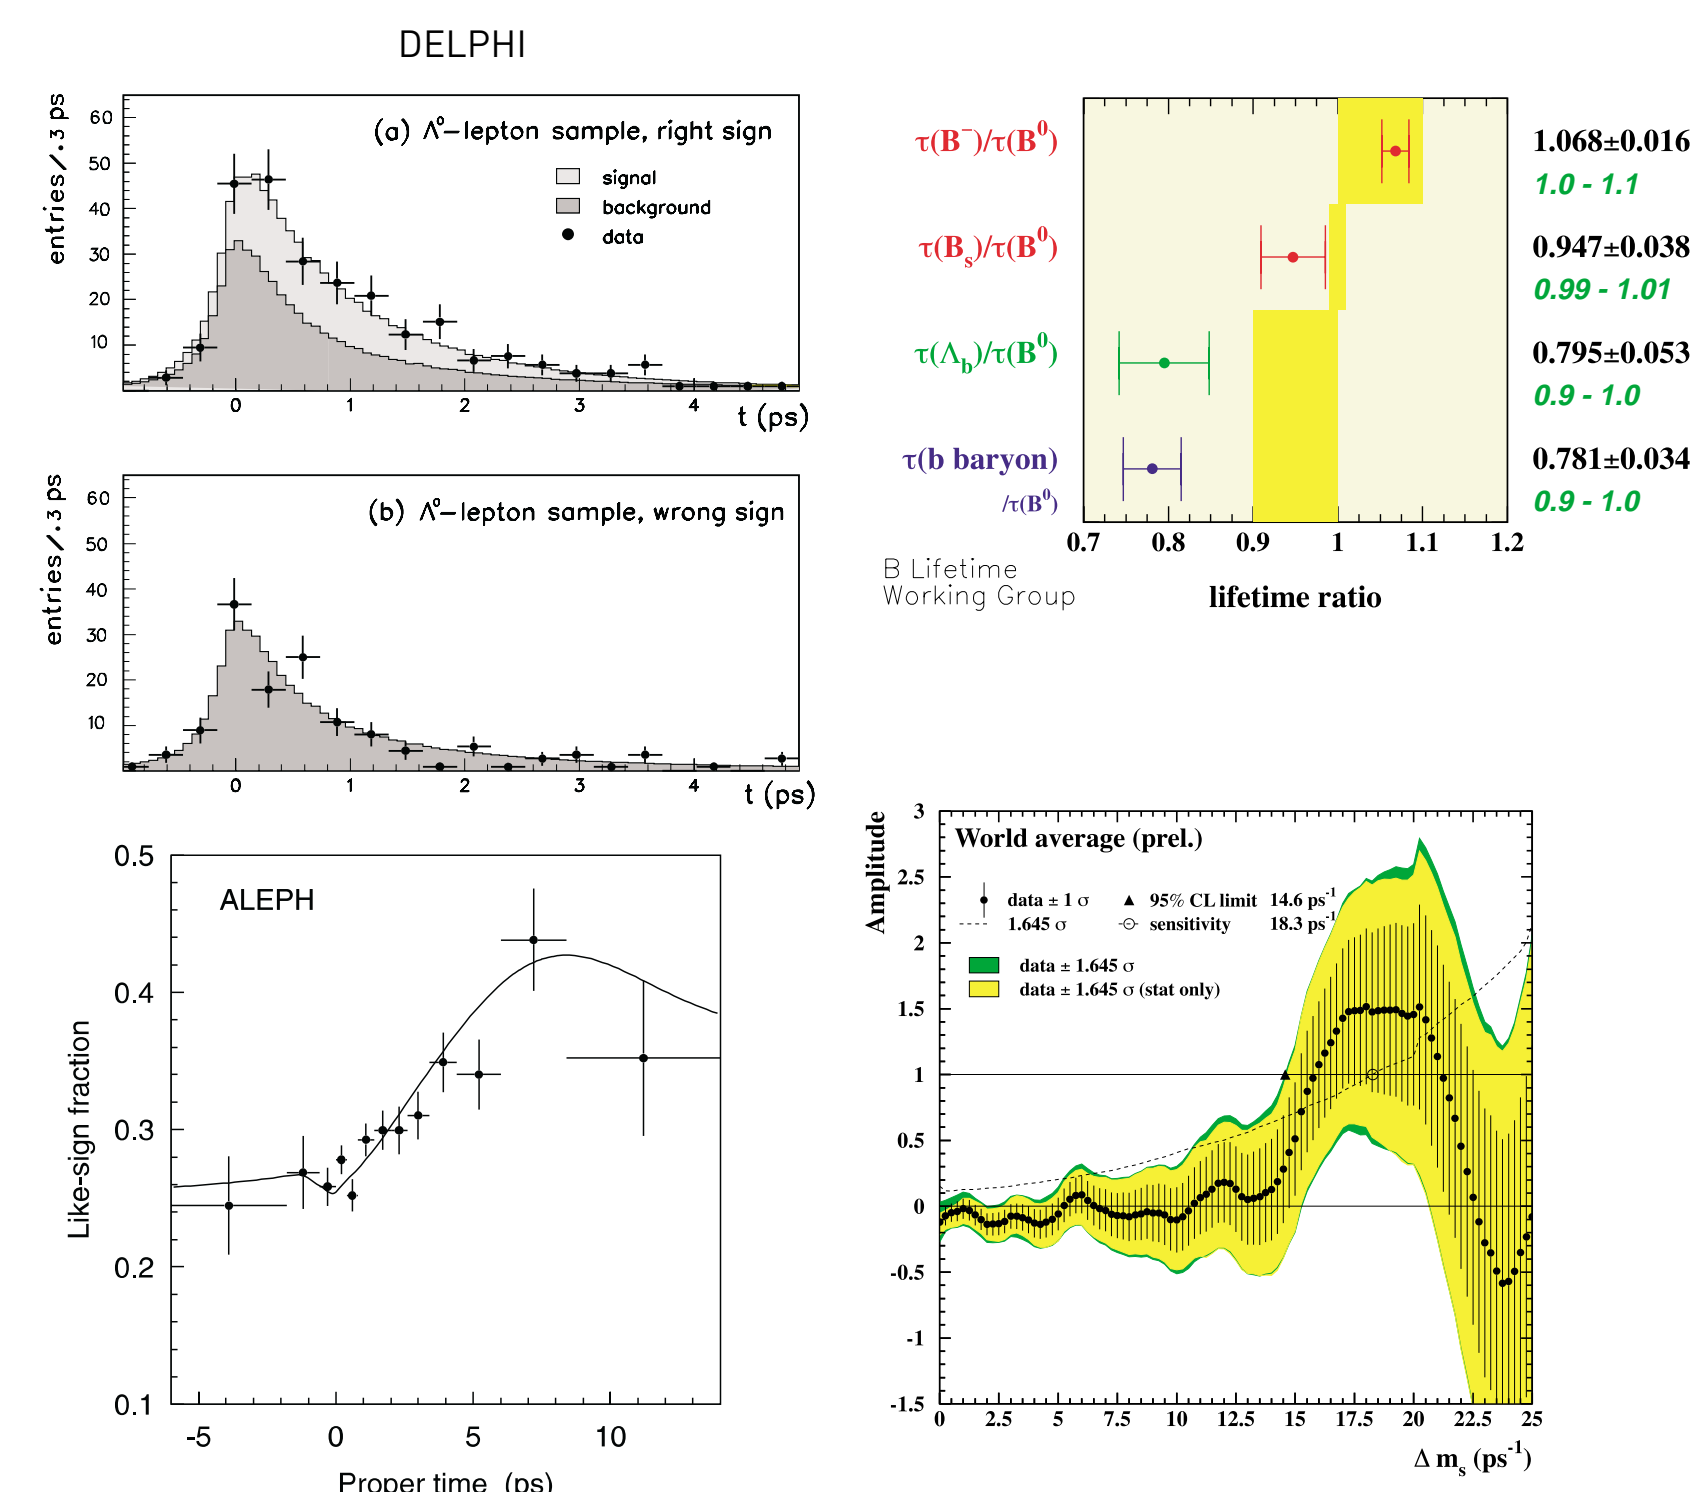 DELPHI
entries/.3 ps
60
50
40
30
20
10
(a) Λ⁰–lepton sample, right sign
signal
background
data
0 1 2 3 4
t (ps)
entries/.3 ps
60
50
40
30
20
10
(b) Λ⁰–lepton sample, wrong sign
0 1 2 3 4
t (ps)
τ(B⁻)/τ(B⁰)
1.068±0.016
1.0 - 1.1
τ(Bₛ)/τ(B⁰)
0.947±0.038
0.99 - 1.01
τ(Λb)/τ(B⁰)
0.795±0.053
0.9 - 1.0
τ(b baryon)
/τ(B⁰)
0.781±0.034
0.9 - 1.0
0.7 0.8 0.9 1 1.1 1.2
lifetime ratio
B Lifetime
Working Group
ALEPH
Like-sign fraction
0.5
0.4
0.3
0.2
0.1
-5 0 5 10
Proper time (ps)
Amplitude
3
2.5
2
1.5
1
0.5
0
-0.5
-1
-1.5
World average (prel.)
data ± 1 σ
1.645 σ
95% CL limit 14.6 ps⁻¹
sensitivity 18.3 ps⁻¹
data ± 1.645 σ
data ± 1.645 σ (stat only)
0 2.5 5 7.5 10 12.5 15 17.5 20 22.5 25
Δ mₛ (ps⁻¹)